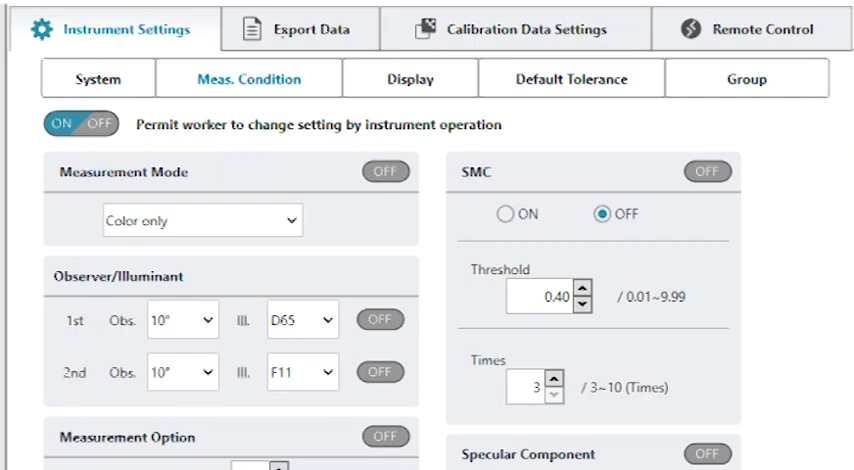 Instrument Settings Export Data Calibration Data Settings Remote Control
System Meas. Condition Display Default Tolerance Group
ON OFF Permit worker to change setting by instrument operation
Measurement Mode OFF
Color only
Observer/Illuminant
1st Obs. 10° Ill. D65 OFF
2nd Obs. 10° Ill. F11 OFF
Measurement Option OFF
SMC OFF
ON OFF
Threshold
0.40 / 0.01~9.99
Times
3 / 3~10 (Times)
Specular Component OFF